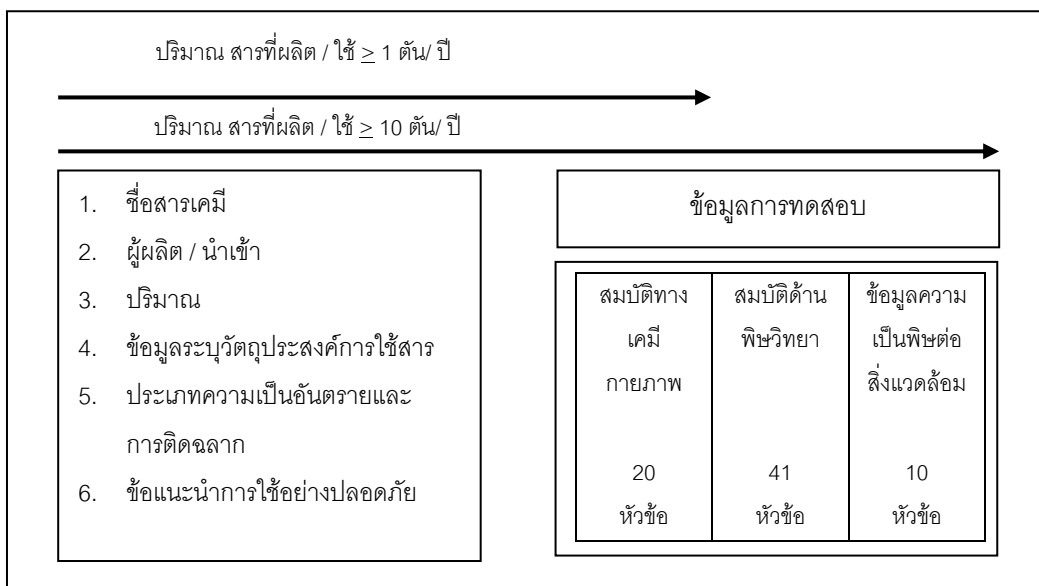 ปริมาณ สารที่ผลิต / ใช้ ≥ 1 ตัน/ ปี
ปริมาณ สารที่ผลิต / ใช้ ≥ 10 ตัน/ ปี
1. ชื่อสารเคมี
2. ผู้ผลิต / นำเข้า
3. ปริมาณ
4. ข้อมูลระบุวัตถุประสงค์การใช้สาร
5. ประเภทความเป็นอันตรายและ
การติดฉลาก
6. ข้อแนะนำการใช้อย่างปลอดภัย
ข้อมูลการทดสอบ
สมบัติทาง
เคมี
กายภาพ
20
หัวข้อ
สมบัติด้าน
พิษวิทยา
41
หัวข้อ
ข้อมูลความ
เป็นพิษต่อ
สิ่งแวดล้อม
10
หัวข้อ